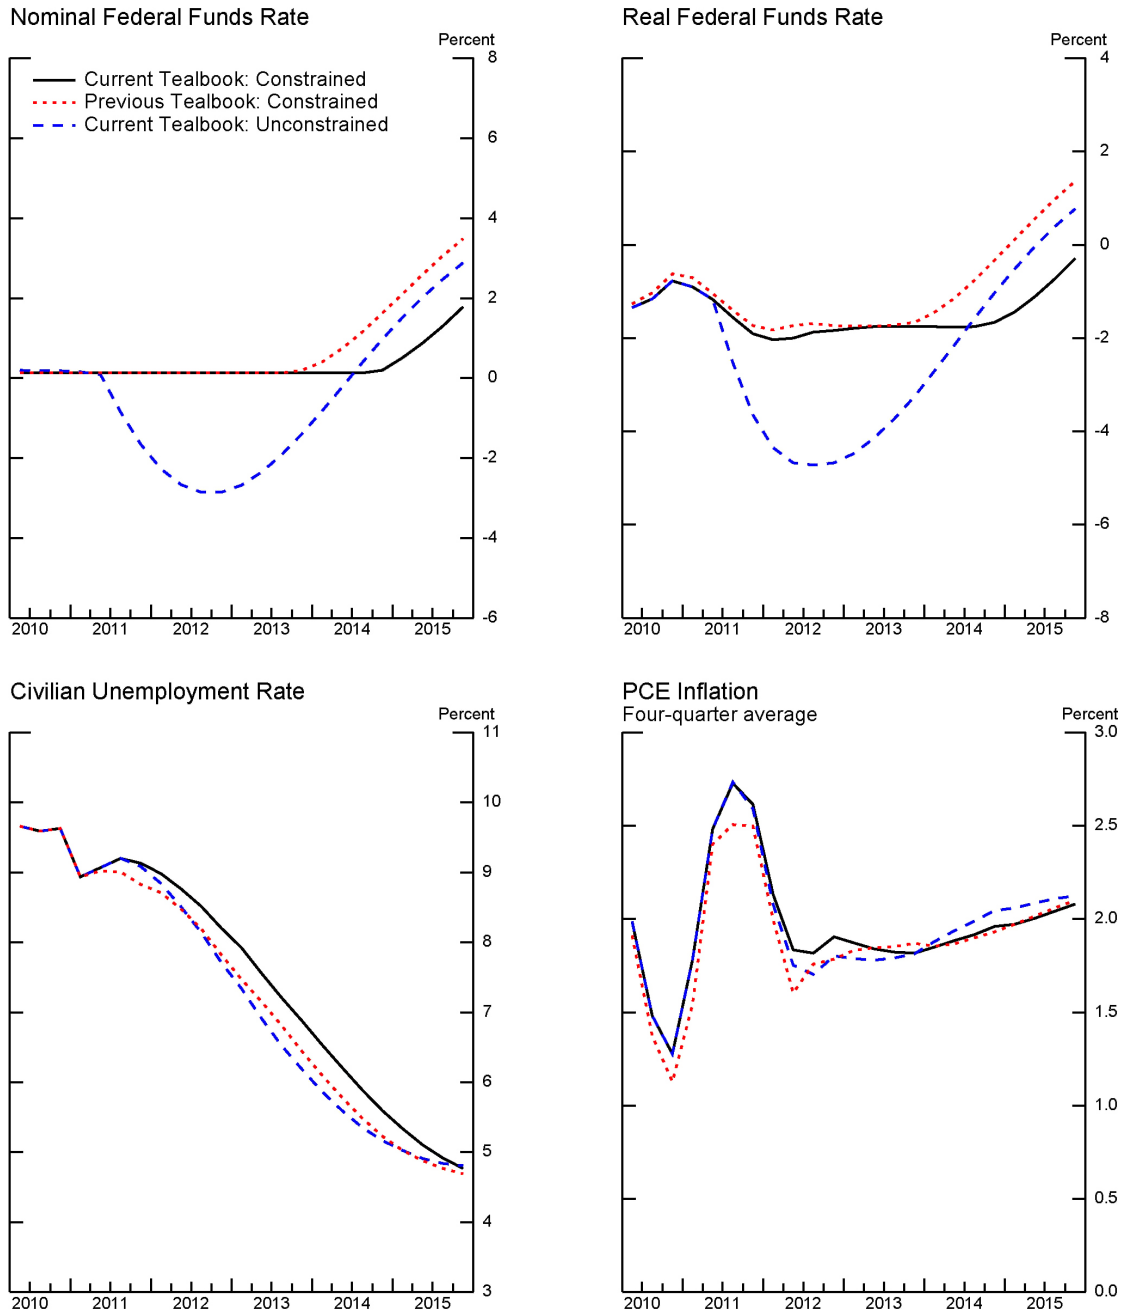 Nominal Federal Funds Rate
Percent
Current Tealbook: Constrained
Previous Tealbook: Constrained
Current Tealbook: Unconstrained
8
6
4
2
0
-2
-4
-6
2010 2011 2012 2013 2014 2015
Real Federal Funds Rate
Percent
4
2
0
-2
-4
-6
-8
2010 2011 2012 2013 2014 2015
Civilian Unemployment Rate
Percent
11
10
9
8
7
6
5
4
3
2010 2011 2012 2013 2014 2015
PCE Inflation
Four-quarter average
Percent
3.0
2.5
2.0
1.5
1.0
0.5
0.0
2010 2011 2012 2013 2014 2015